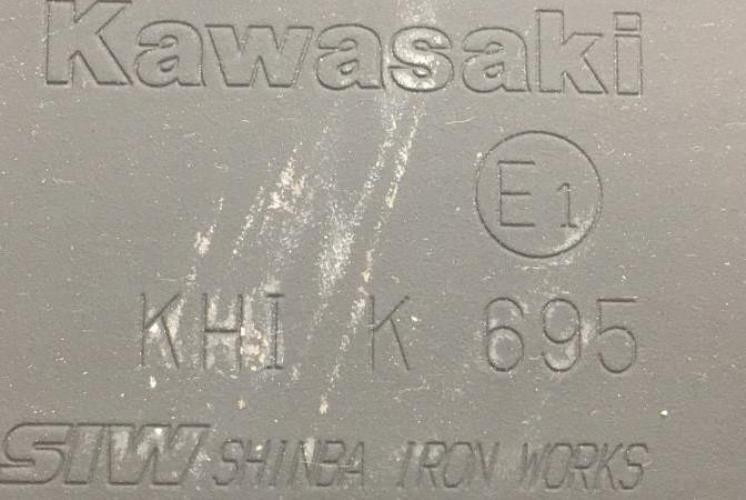 Kawasaki
E1
KHI K 695
SIW SHINBA IRON WORKS